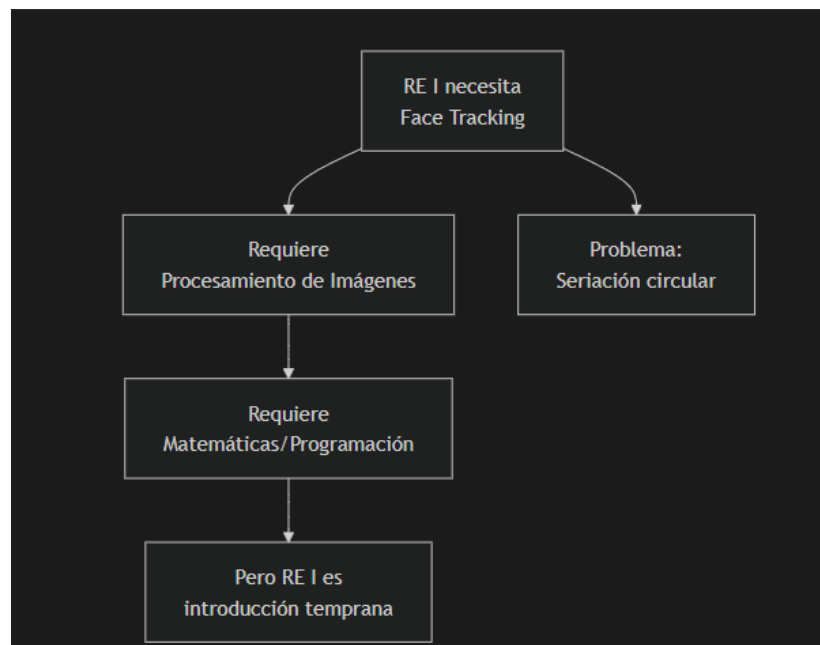 RE I necesita
Face Tracking
Requiere
Procesamiento de Imágenes
Problema:
Seriación circular
Requiere
Matemáticas/Programación
Pero RE I es
introducción temprana